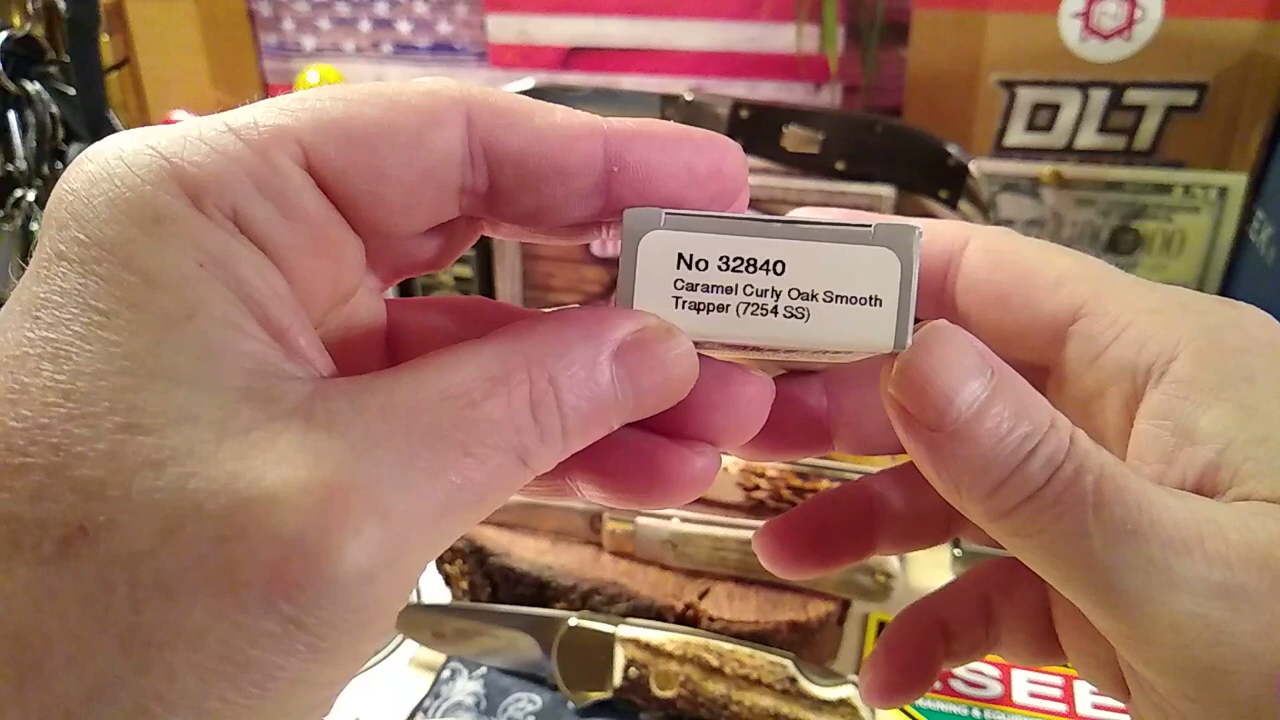 DLT
No 32840
Caramel Curly Oak Smooth
Trapper (7254 SS)
SEE